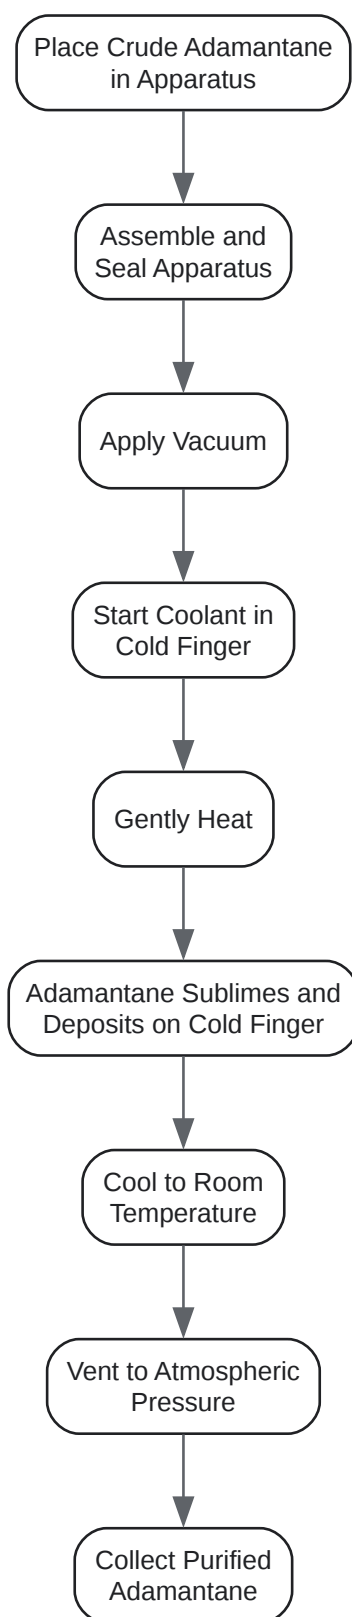 Place Crude Adamantane
in Apparatus
Assemble and
Seal Apparatus
Apply Vacuum
Start Coolant in
Cold Finger
Gently Heat
Adamantane Sublimes and
Deposits on Cold Finger
Cool to Room
Temperature
Vent to Atmospheric
Pressure
Collect Purified
Adamantane